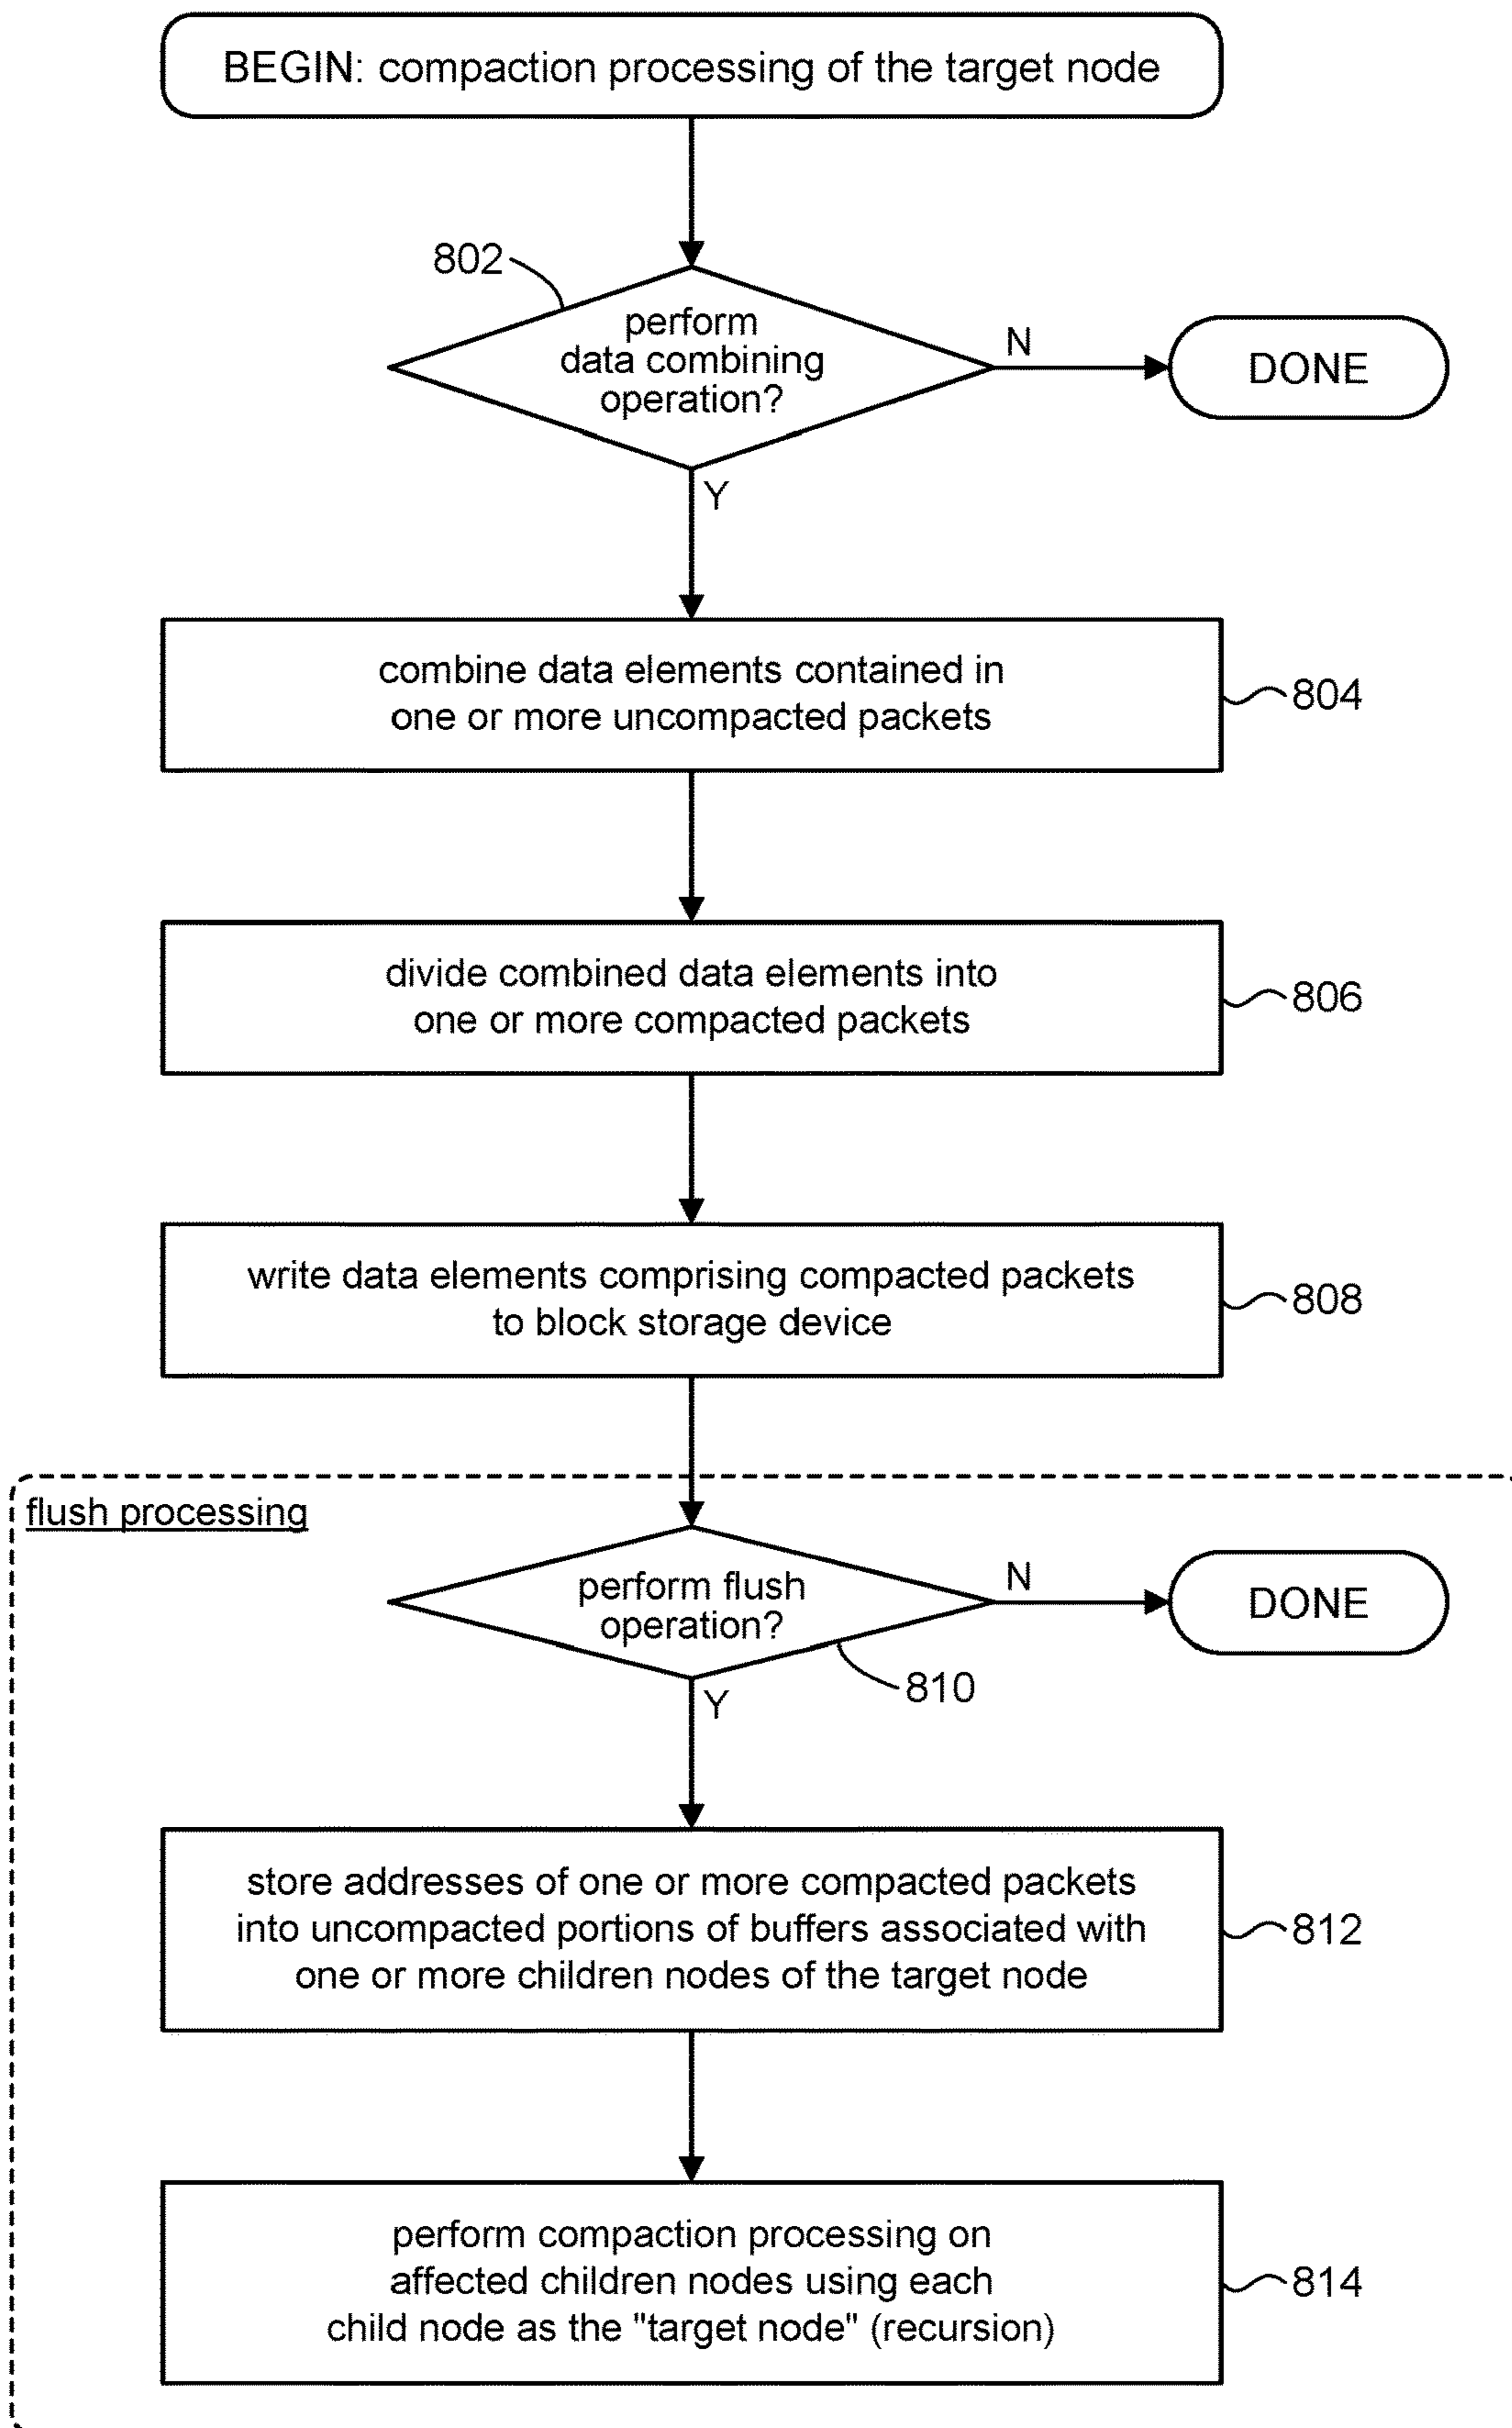 BEGIN: compaction processing of the target node
802
perform
data combining
operation?
N
DONE
Y
combine data elements contained in
one or more uncompacted packets
804
divide combined data elements into
one or more compacted packets
806
write data elements comprising compacted packets
to block storage device
808
flush processing
perform flush
operation?
N
DONE
810
Y
store addresses of one or more compacted packets
into uncompacted portions of buffers associated with
one or more children nodes of the target node
812
perform compaction processing on
affected children nodes using each
child node as the "target node" (recursion)
814